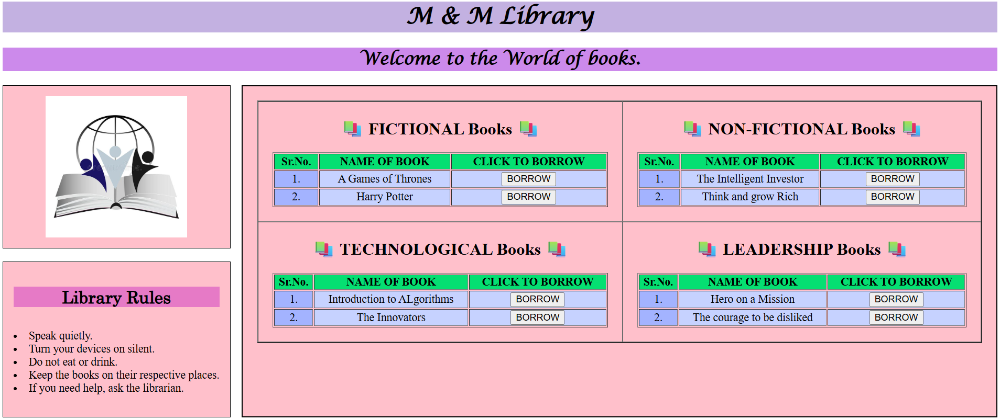 M & M Library
Welcome to the World of books.
Library Rules
Speak quietly.
Turn your devices on silent.
Do not eat or drink.
Keep the books on their respective places.
If you need help, ask the librarian.
FICTIONAL Books
Sr.No. NAME OF BOOK CLICK TO BORROW
1. A Games of Thrones BORROW
2. Harry Potter BORROW
NON-FICTIONAL Books
Sr.No. NAME OF BOOK CLICK TO BORROW
1. The Intelligent Investor BORROW
2. Think and grow Rich BORROW
TECHNOLOGICAL Books
Sr.No. NAME OF BOOK CLICK TO BORROW
1. Introduction to ALgorithms BORROW
2. The Innovators BORROW
LEADERSHIP Books
Sr.No. NAME OF BOOK CLICK TO BORROW
1. Hero on a Mission BORROW
2. The courage to be disliked BORROW